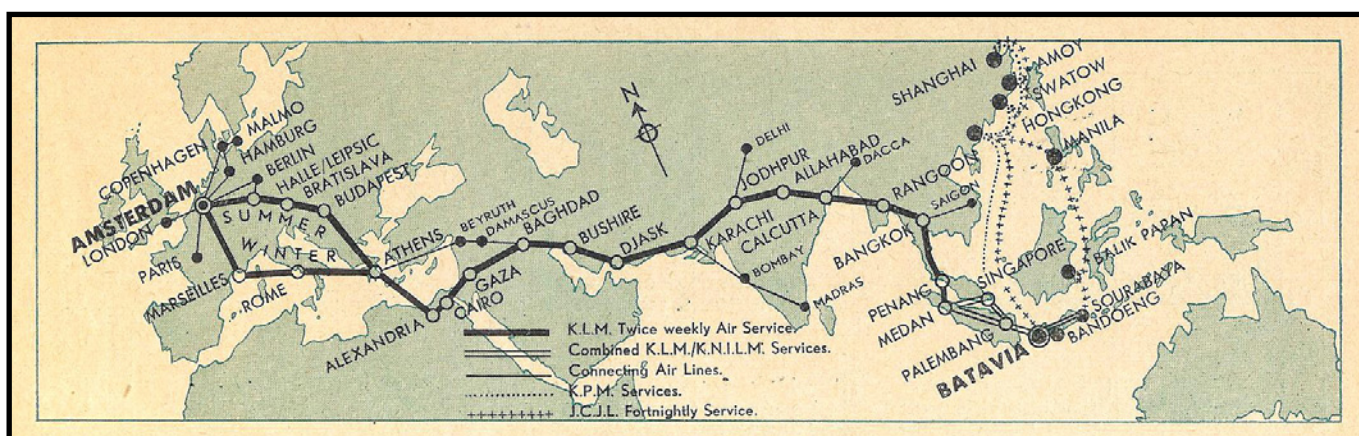 COPENHAGEN
MALMO
HAMBURG
BERLIN
HALLE/LEIPSIC
BRATISLAVA
BUDAPEST
AMSTERDAM
LONDON
PARIS
SUMMER
WINTER
MARSEILLES
ROME
ATHENS
ALEXANDRIA
CAIRO
GAZA
BEYRUTH
DAMASCUS
BAGHDAD
BUSHIRE
DJASK
N
KARACHI
JODHPUR
DELHI
ALLAHABAD
CALCUTTA
DACCA
BOMBAY
MADRAS
RANGOON
BANGKOK
SAIGON
PENANG
MEDAN
SINGAPORE
PALEMBANG
BATAVIA
BANDOENG
SOURABAYA
BALIK PAPAN
SHANGHAI
AMOY
SWATOW
HONGKONG
MANILA
K.L.M. Twice weekly Air Service.
Combined K.L.M./K.N.I.L.M. Services.
Connecting Air Lines.
K.P.M. Services.
J.C.J.L. Fortnightly Service.